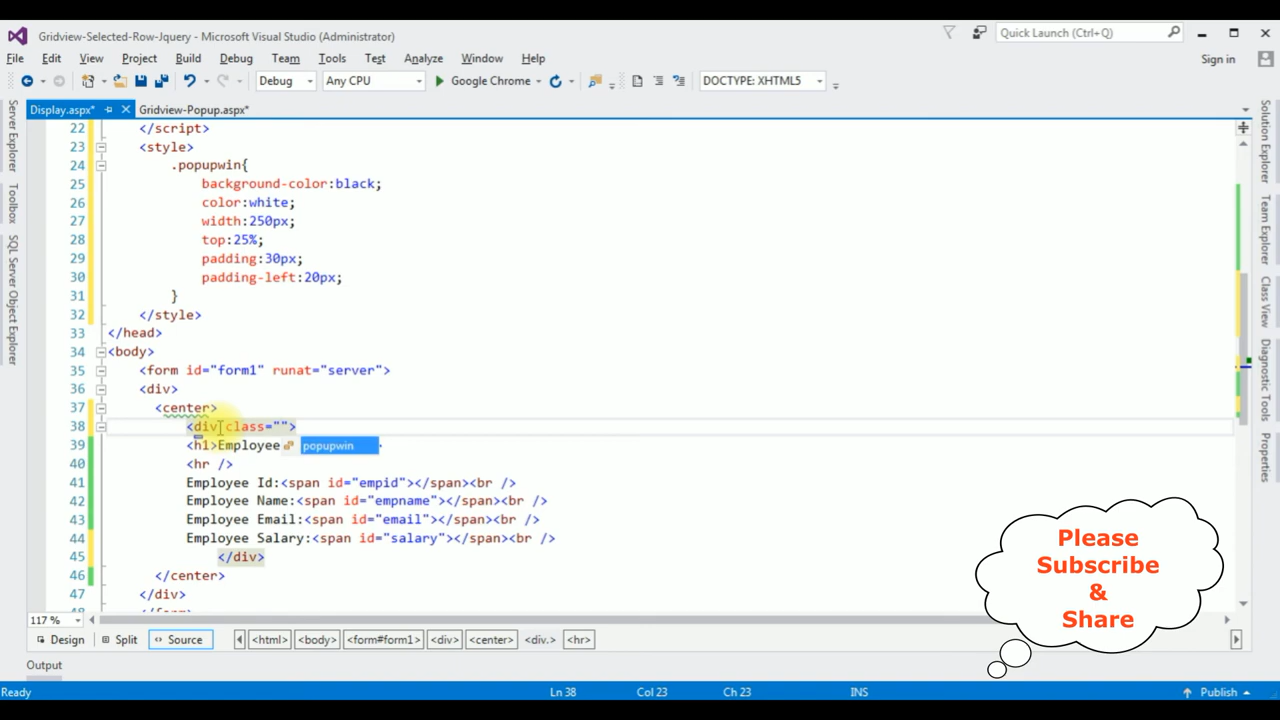 Gridview-Selected-Row-Jquery - Microsoft Visual Studio (Administrator)
Quick Launch (Ctrl+Q)
File Edit View Project Build Debug Team Tools Test Analyze Window Help
Sign in
Debug Any CPU Google Chrome DOCTYPE: XHTML5
Display.aspx* Gridview-Popup.aspx*
Server Explorer
Toolbox
SQL Server Object Explorer
22 </script>
23 <style>
24 .popupwin{
25 background-color:black;
26 color:white;
27 width:250px;
28 top:25%;
29 padding:30px;
30 padding-left:20px;
31 }
32 </style>
33 </head>
34 <body>
35 <form id="form1" runat="server">
36 <div>
37 <center>
38 <div class="">
39 <h1>Employee
popupwin
40 <hr />
41 Employee Id:<span id="empid"></span><br />
42 Employee Name:<span id="empname"></span><br />
43 Employee Email:<span id="email"></span><br />
44 Employee Salary:<span id="salary"></span><br />
45 </div>
46 </center>
47 </div>
Solution Explorer
Team Explorer
Class View
Diagnostic Tools
Properties
Please
Subscribe
&
Share
117 %
Design Split Source <html> <body> <form#form1> <div> <center> <div.> <hr>
Output
Ready Ln 38 Col 23 Ch 23 INS Publish